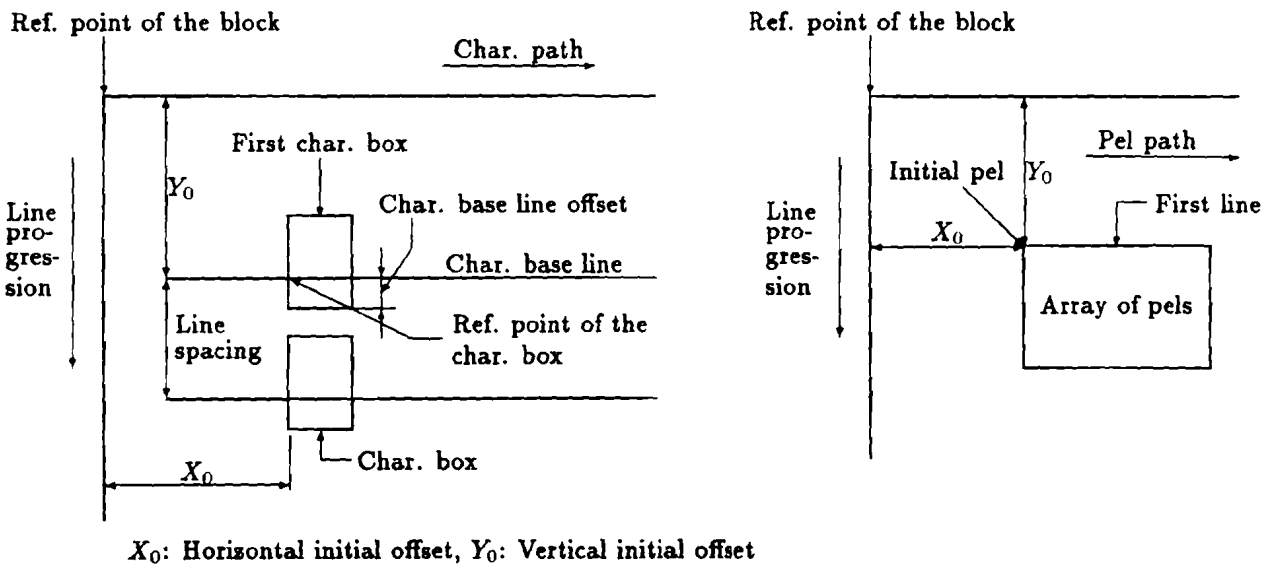 Ref. point of the block
Char. path
First char. box
Y₀
Char. base line offset
Line
pro-
gres-
sion
Char. base line
Line
spacing
Ref. point of the
char. box
X₀
Char. box
Ref. point of the block
Pel path
Initial pel
Y₀
First line
Line
pro-
gres-
sion
X₀
Array of pels
X₀: Horizontal initial offset, Y₀: Vertical initial offset